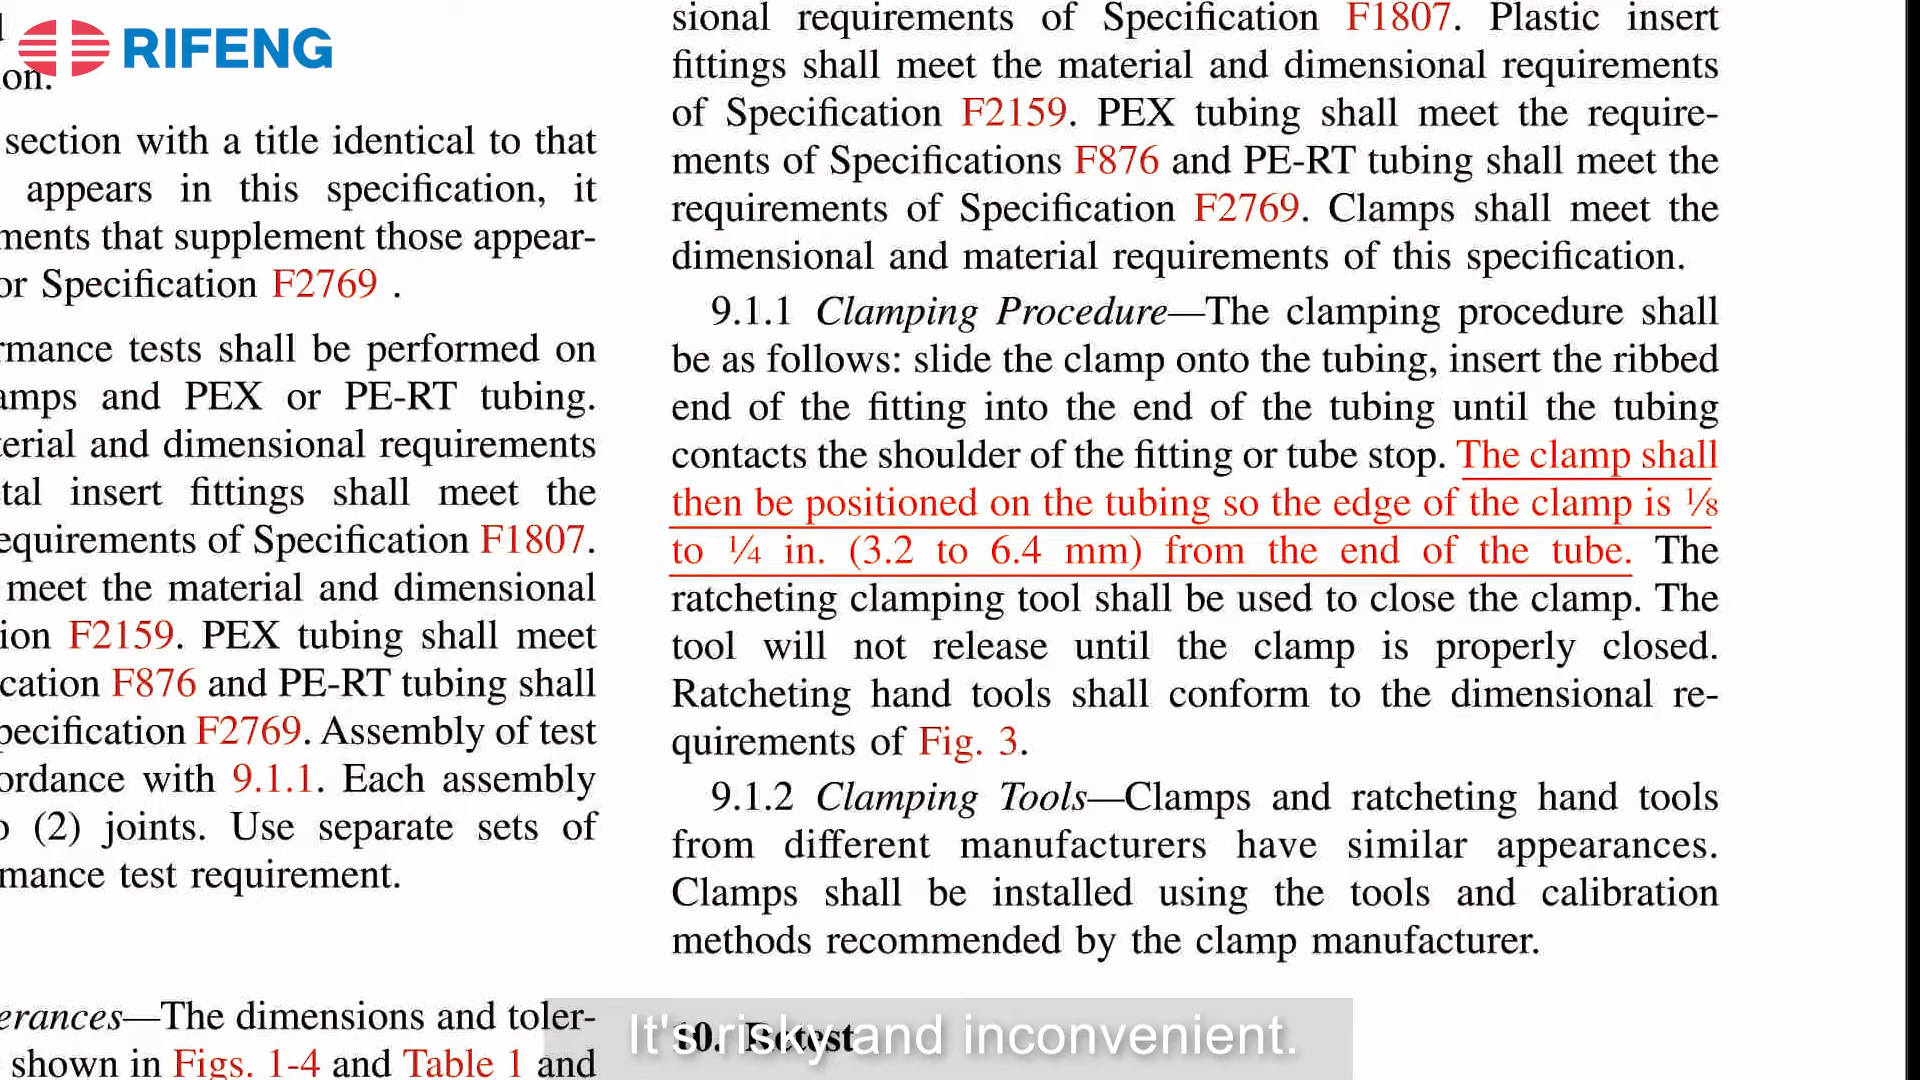 RIFENG
on.
section with a title identical to that
appears in this specification, it
ments that supplement those appear-
or Specification F2769 .
rmance tests shall be performed on
amps and PEX or PE-RT tubing.
terial and dimensional requirements
etal insert fittings shall meet the
equirements of Specification F1807.
meet the material and dimensional
ion F2159. PEX tubing shall meet
cation F876 and PE-RT tubing shall
pecification F2769. Assembly of test
ordance with 9.1.1. Each assembly
o (2) joints. Use separate sets of
mance test requirement.
erances—The dimensions and toler-
shown in Figs. 1-4 and Table 1 and
sional requirements of Specification F1807. Plastic insert
fittings shall meet the material and dimensional requirements
of Specification F2159. PEX tubing shall meet the require-
ments of Specifications F876 and PE-RT tubing shall meet the
requirements of Specification F2769. Clamps shall meet the
dimensional and material requirements of this specification.
9.1.1 Clamping Procedure—The clamping procedure shall
be as follows: slide the clamp onto the tubing, insert the ribbed
end of the fitting into the end of the tubing until the tubing
contacts the shoulder of the fitting or tube stop. The clamp shall
then be positioned on the tubing so the edge of the clamp is 1⁄8
to 1⁄4 in. (3.2 to 6.4 mm) from the end of the tube. The
ratcheting clamping tool shall be used to close the clamp. The
tool will not release until the clamp is properly closed.
Ratcheting hand tools shall conform to the dimensional re-
quirements of Fig. 3.
9.1.2 Clamping Tools—Clamps and ratcheting hand tools
from different manufacturers have similar appearances.
Clamps shall be installed using the tools and calibration
methods recommended by the clamp manufacturer.
10. Retest
It's risky and inconvenient.